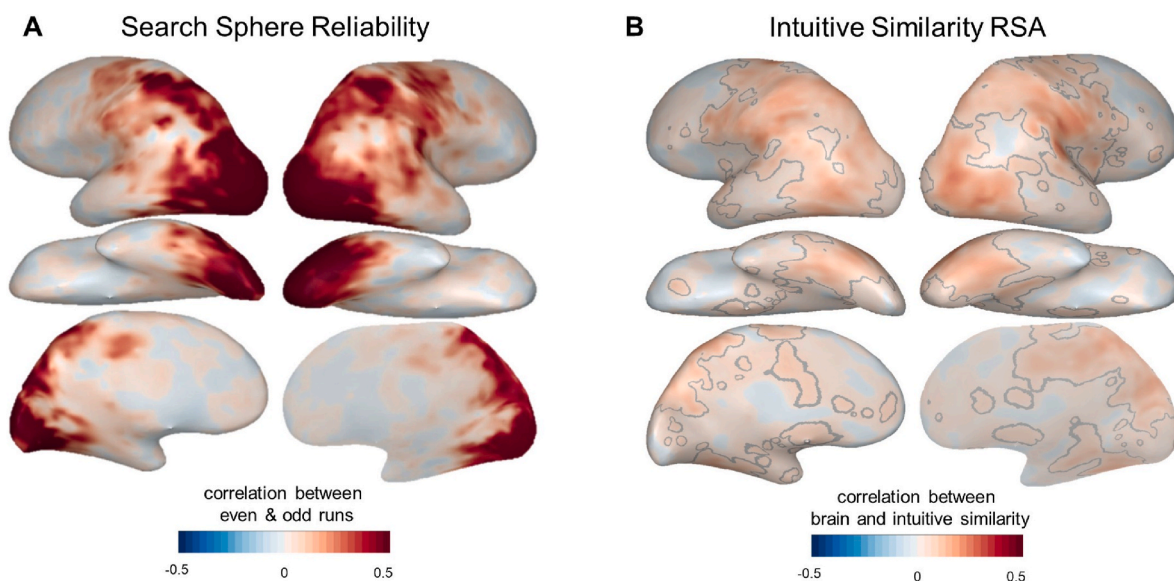 A Search Sphere Reliability
B Intuitive Similarity RSA
correlation between
even & odd runs
-0.5 0 0.5
correlation between
brain and intuitive similarity
-0.5 0 0.5